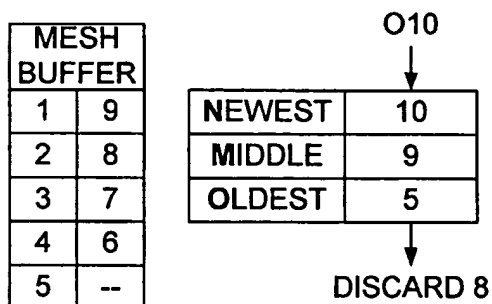 MESH
BUFFER
1 9
2 8
3 7
4 6
5 --
O10
NEWEST 10
MIDDLE 9
OLDEST 5
DISCARD 8